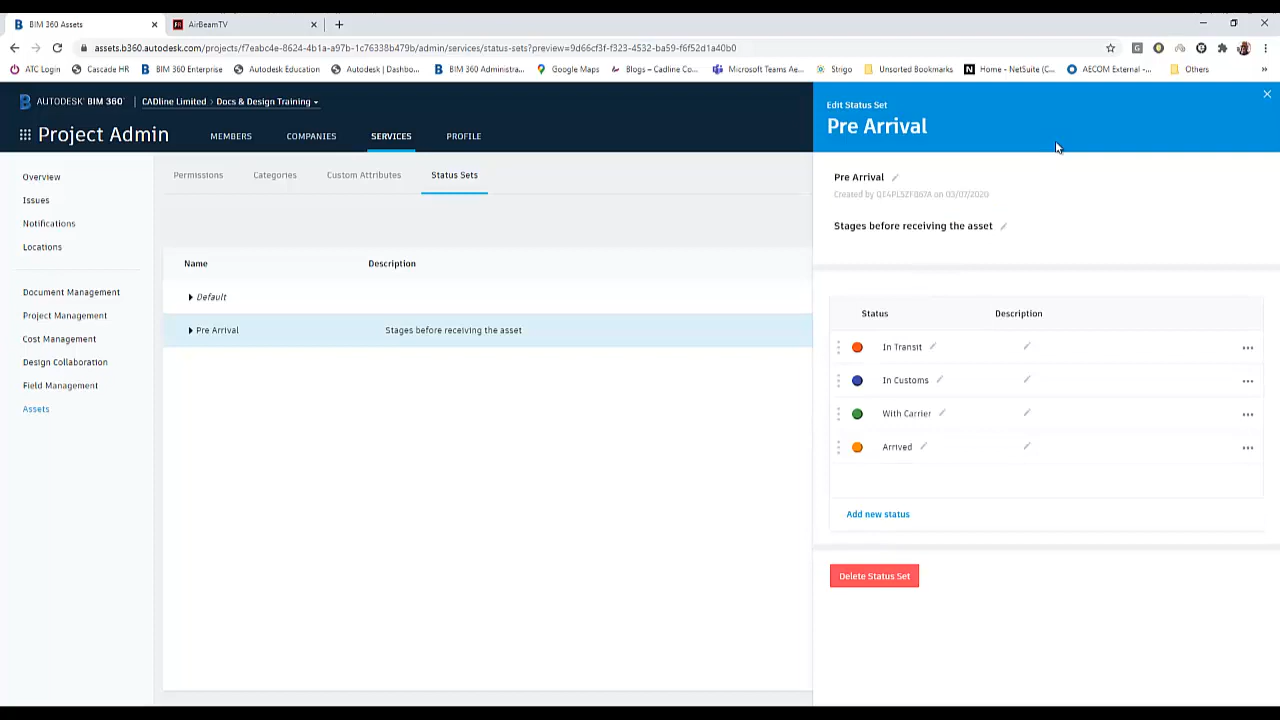 BIM 360 Assets
AirBeamTV
assets.b360.autodesk.com/projects/f7eabc4e-8624-4b1a-a97b-1c76338b479b/admin/services/status-sets?preview=9d66cf3f-f323-4532-ba59-f6f52d1a40b0
ATC Login
Cascade HR
BIM 360 Enterprise
Autodesk Education
Autodesk | Dashbo...
BIM 360 Administra...
Google Maps
Blogs – Cadline Co...
Microsoft Teams Ae...
Strigo
Unsorted Bookmarks
Home - NetSuite (C...
AECOM External -...
Others
AUTODESK® BIM 360™
CADline Limited > Docs & Design Training
Project Admin
MEMBERS
COMPANIES
SERVICES
PROFILE
Overview
Issues
Notifications
Locations
Document Management
Project Management
Cost Management
Design Collaboration
Field Management
Assets
Permissions
Categories
Custom Attributes
Status Sets
Name
Description
Default
Pre Arrival
Stages before receiving the asset
Edit Status Set
Pre Arrival
Pre Arrival
Stages before receiving the asset
Status
Description
In Transit
In Customs
With Carrier
Arrived
Add new status
Delete Status Set